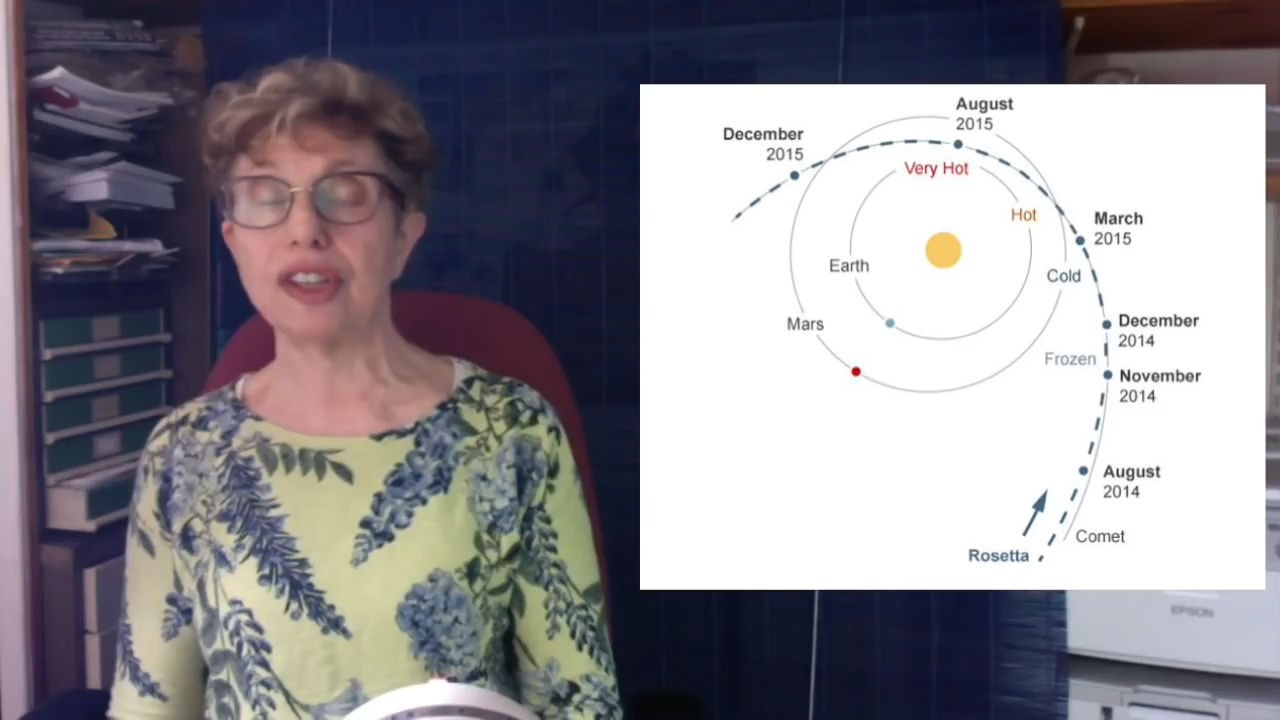 August
2015
December
2015
Very Hot
Hot
March
2015
Earth
Cold
Mars
December
2014
Frozen
November
2014
August
2014
Comet
Rosetta
EPSON